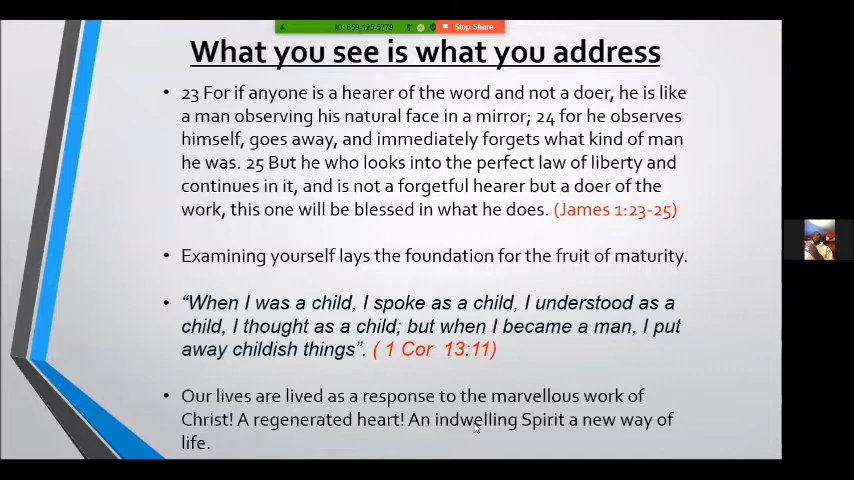 ID: 659-125-5779 Stop Share
What you see is what you address
• 23 For if anyone is a hearer of the word and not a doer, he is like
a man observing his natural face in a mirror; 24 for he observes
himself, goes away, and immediately forgets what kind of man
he was. 25 But he who looks into the perfect law of liberty and
continues in it, and is not a forgetful hearer but a doer of the
work, this one will be blessed in what he does. (James 1:23-25)
• Examining yourself lays the foundation for the fruit of maturity.
• “When I was a child, I spoke as a child, I understood as a
child, I thought as a child; but when I became a man, I put
away childish things”. ( 1 Cor 13:11)
• Our lives are lived as a response to the marvellous work of
Christ! A regenerated heart! An indwelling Spirit a new way of
life.